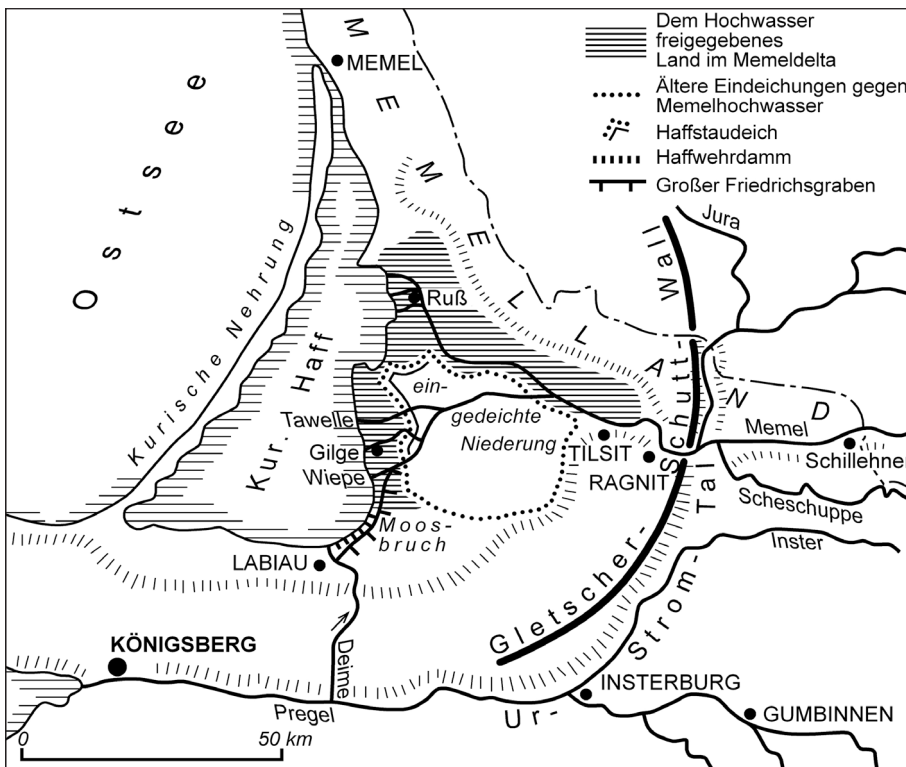 Dem Hochwasser
freigegebenes
Land im Memeldelta
Ältere Eindeichungen gegen
Memelhochwasser
Haffstaudeich
Haffwehrdamm
Großer Friedrichsgraben
MEMEL
MEMELLAND
Ostsee
Kurische Nehrung
Kur. Haff
Jura
Schutt-Wall
Ruß
ein-
gedeichte
Niederung
Tawelle
Gilge
Wiepe
TILSIT
RAGNIT
Memel
Schillehnen
Scheschuppe
Inster
Moos-
bruch
LABIAU
Gletscher-
Ur-Strom-Tal
KÖNIGSBERG
Deime
Pregel
INSTERBURG
GUMBINNEN
0 50 km